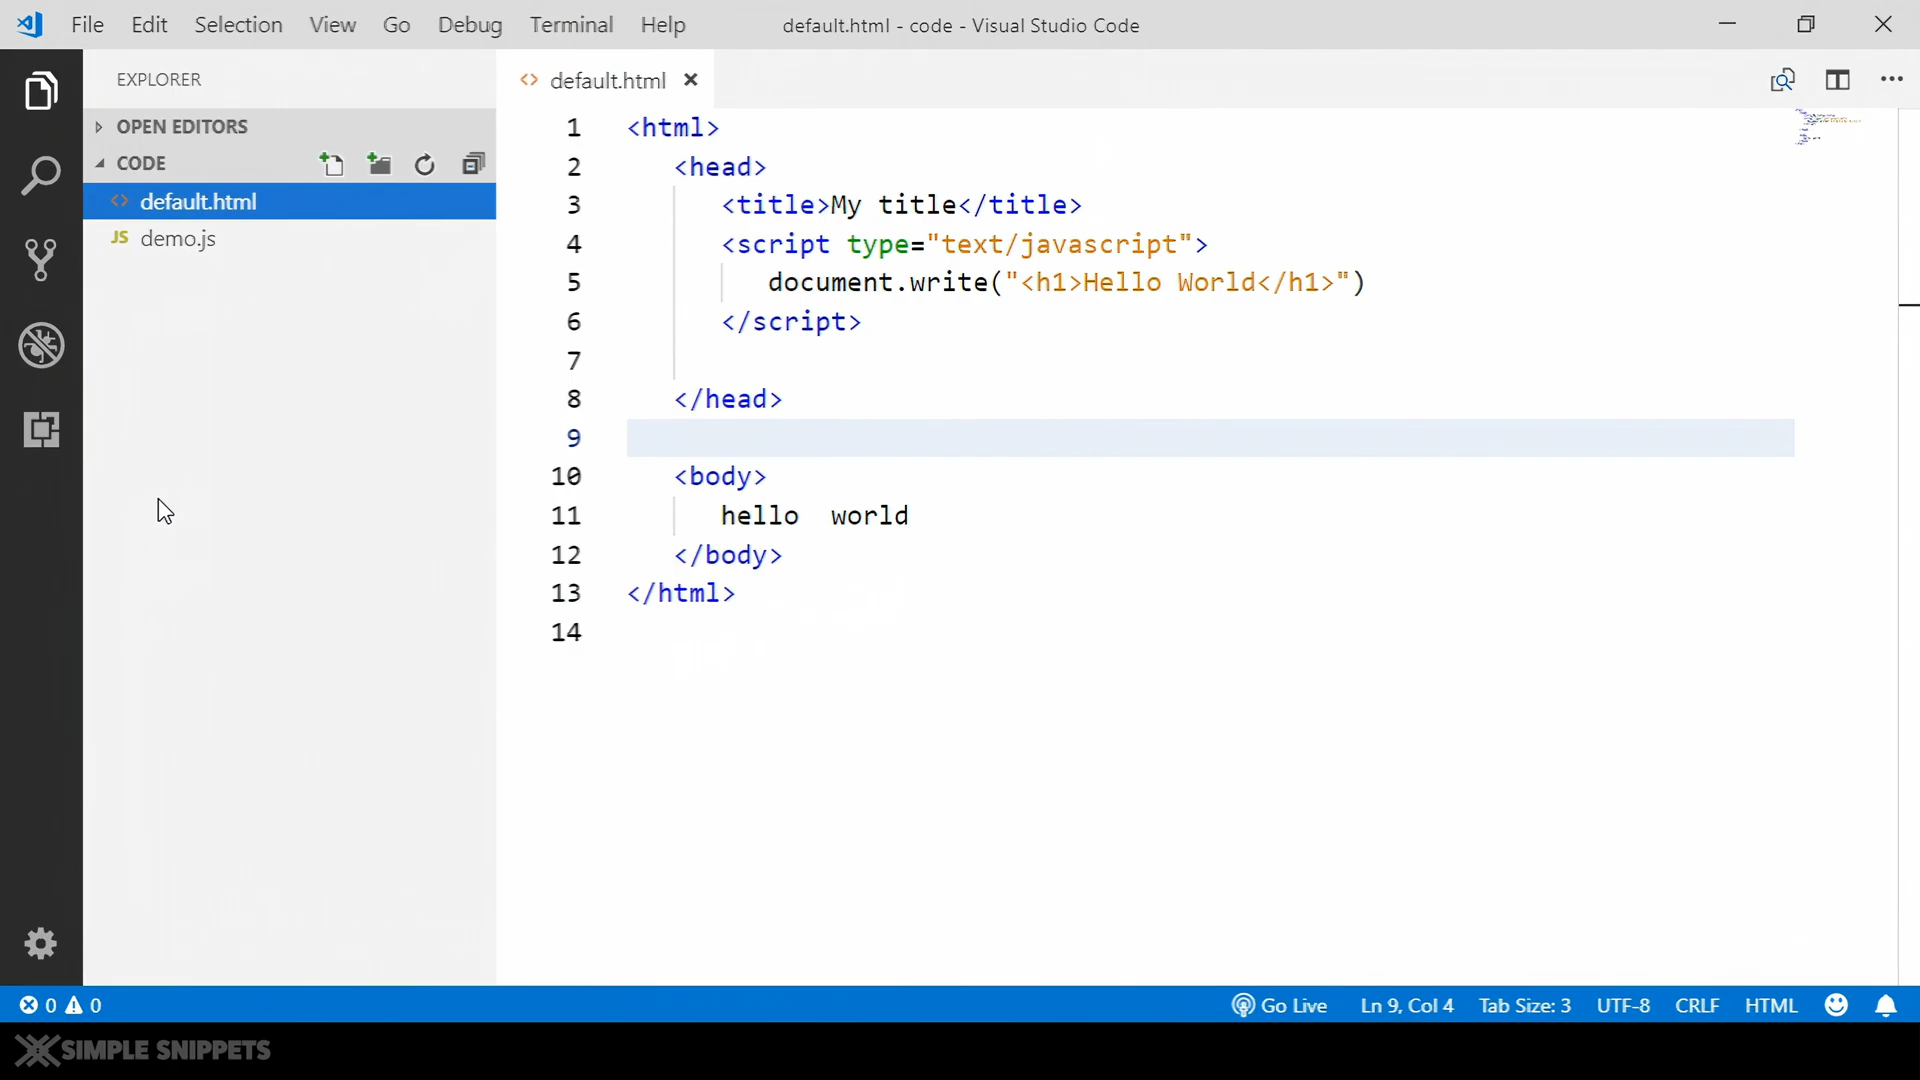 File Edit Selection View Go Debug Terminal Help default.html - code - Visual Studio Code
EXPLORER
default.html
OPEN EDITORS
CODE
default.html
JS demo.js
1 <html>
2 <head>
3 <title>My title</title>
4 <script type="text/javascript">
5 document.write("<h1>Hello World</h1>")
6 </script>
7
8 </head>
9
10 <body>
11 hello  world
12 </body>
13 </html>
14
0 0 Go Live Ln 9, Col 4 Tab Size: 3 UTF-8 CRLF HTML
SIMPLE SNIPPETS